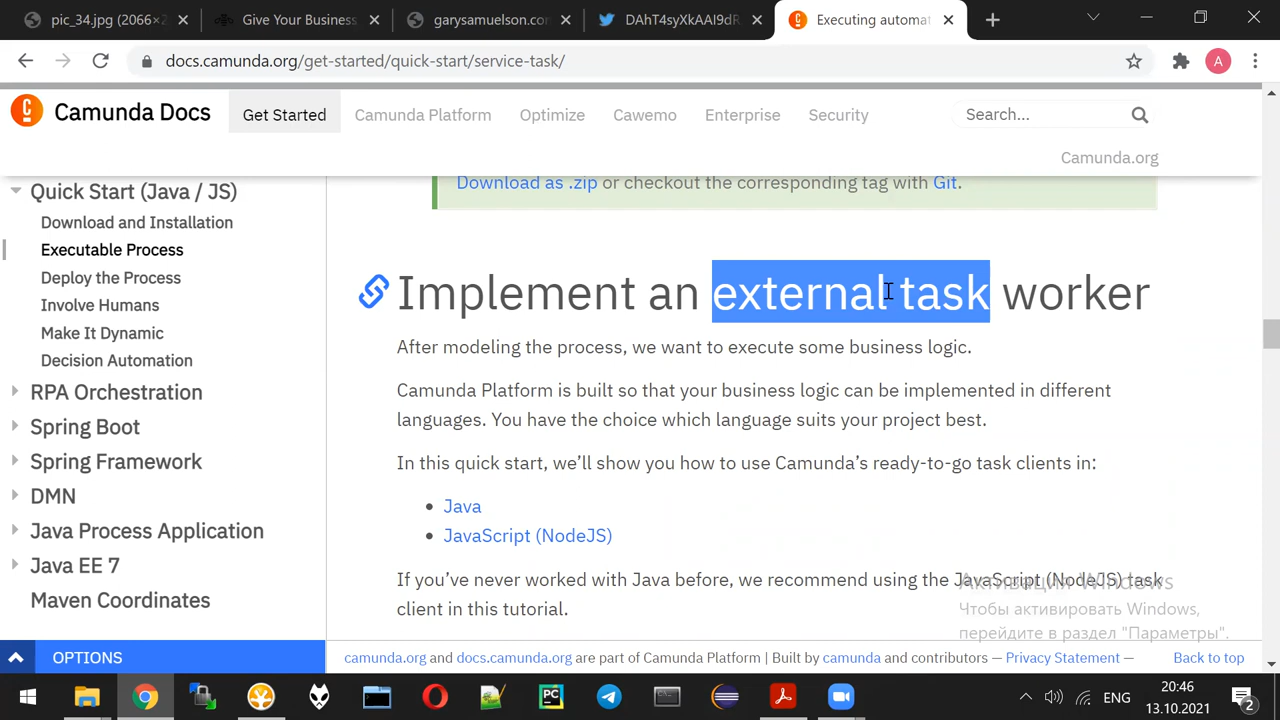 pic_34.jpg (2066×2
Give Your Business
garysamuelson.co
DAhT4syXkAAI9dR
Executing automa
docs.camunda.org/get-started/quick-start/service-task/
A
Camunda Docs
Get Started
Camunda Platform
Optimize
Cawemo
Enterprise
Security
Search...
Camunda.org
Quick Start (Java / JS)
Download and Installation
Executable Process
Deploy the Process
Involve Humans
Make It Dynamic
Decision Automation
RPA Orchestration
Spring Boot
Spring Framework
DMN
Java Process Application
Java EE 7
Maven Coordinates
OPTIONS
Download as .zip or checkout the corresponding tag with Git.
Implement an external task worker
After modeling the process, we want to execute some business logic.
Camunda Platform is built so that your business logic can be implemented in different
languages. You have the choice which language suits your project best.
In this quick start, we’ll show you how to use Camunda’s ready-to-go task clients in:
• Java
• JavaScript (NodeJS)
If you’ve never worked with Java before, we recommend using the JavaScript (NodeJS) task
client in this tutorial.
Активация Windows
Чтобы активировать Windows,
перейдите в раздел "Параметры".
camunda.org and docs.camunda.org are part of Camunda Platform | Built by camunda and contributors — Privacy Statement —
Back to top
PC
ENG
20:46
13.10.2021
2